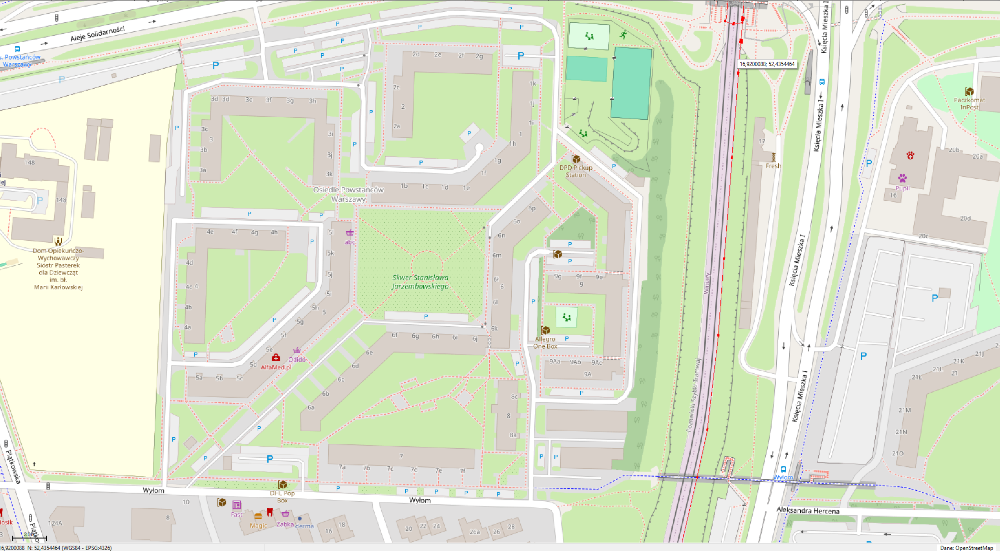 Aleje Solidarności
Księcia Mieszka I
s. Powstańców
Warszawy
P
P
P
P
P
P
P
P
P
P
P
P
2d 2e 2f 2g
2c
2
2a
1k
1j
1i
1
1h
1g
1f
1e
1d
1c
1b
16,9200088; 52,4354464
Księcia Mieszka I
Paczkomat
InPost
3d 3d 3e 3f 3g 3h
3c
3
3b
3a
3i
3j
3k
P
P
P
P
P
148
148
P
DPD Pickup
Station
P
17
Fresh
P
20b
20a
Pupil
16
20d
20c
Osiedle Powstańców
Warszawy
P
P
4e 4f 4g 4h
4d
4c 4
4b
4a
P
5l
abc
5k
5j
5i
5h
5
5g
5f
5e
5d
5c
5b
5a
P
P
AlfaMed.pl
Odido
Dom Opiekuńczo-
Wychowawczy
Sióstr Pasterek
dla Dziewcząt
im. bł.
Marii Karłowskiej
Skwer Stanisława
Jarzembowskiego
P
6p
6o
6n
6m
6ł
6
6l
6k
6j
6i
6h
6g
6f
6e
6d
6c
6b
6a
P
P
P
9g 9f 9e
9
P
Allegro
One Box
9Aa 9Ab 9Ac
9A
P
P
Winiary
Poznański Szybki Tramwaj
Księcia Mieszka I
Księcia Mieszka I
P
P
21J
21K
21L
21
21Ł
21M
21N
21O
8c
8
8a
P
P
P
P
P
P
7
7a 7b 7c 7d 7e 7f
P
P
P
P
P
Wyłom
Piątkowska
Wyłom
Wyłom
Aleksandra Hercena
DHL Pop
Box
10
Fast
Magic
Żabka
derma
124A
8
16
18
20
22
24
26a
26
28
iosik
3
20m
16,9200088 N: 52,4354464 (WGS84 - EPSG:4326)
Dane: OpenStreetMap